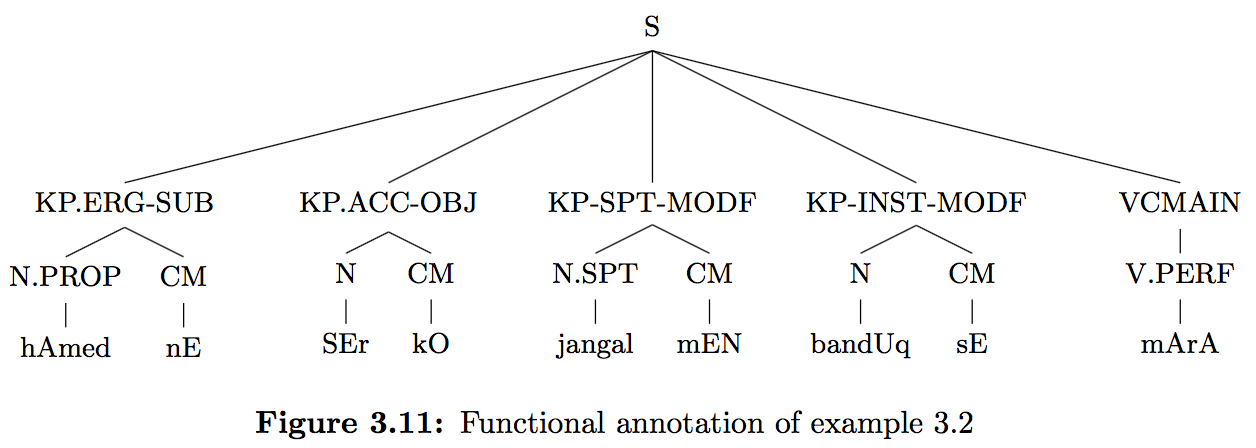 S
KP.ERG-SUB KP.ACC-OBJ KP-SPT-MODF KP-INST-MODF VCMAIN
N.PROP CM N CM N.SPT CM N CM V.PERF
hAmed nE SEr kO jangal mEN bandUq sE mArA
Figure 3.11: Functional annotation of example 3.2